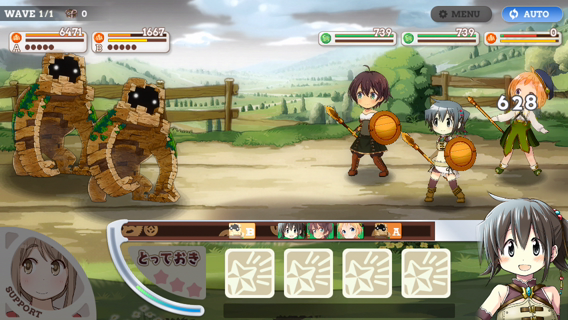 WAVE 1/1 0
MENU
AUTO
6471
A
1667
B
739
739
0
628
B
A
とっておき
SUPPORT